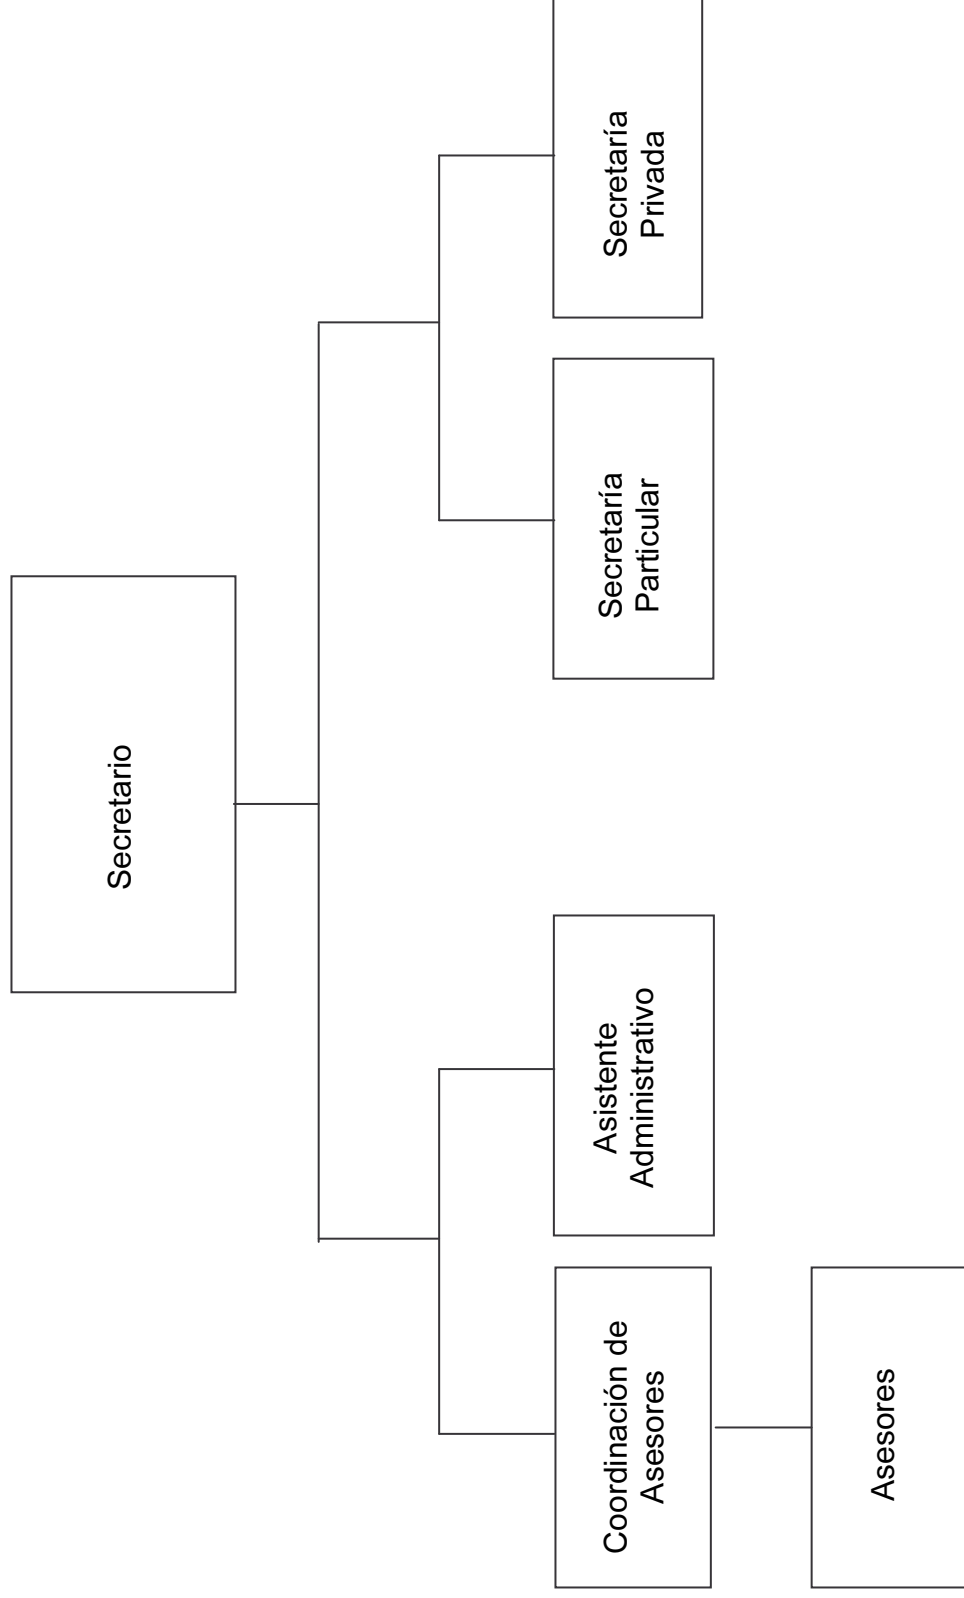 Secretario
Coordinación de
Asesores
Asistente
Administrativo
Secretaría
Particular
Secretaría
Privada
Asesores